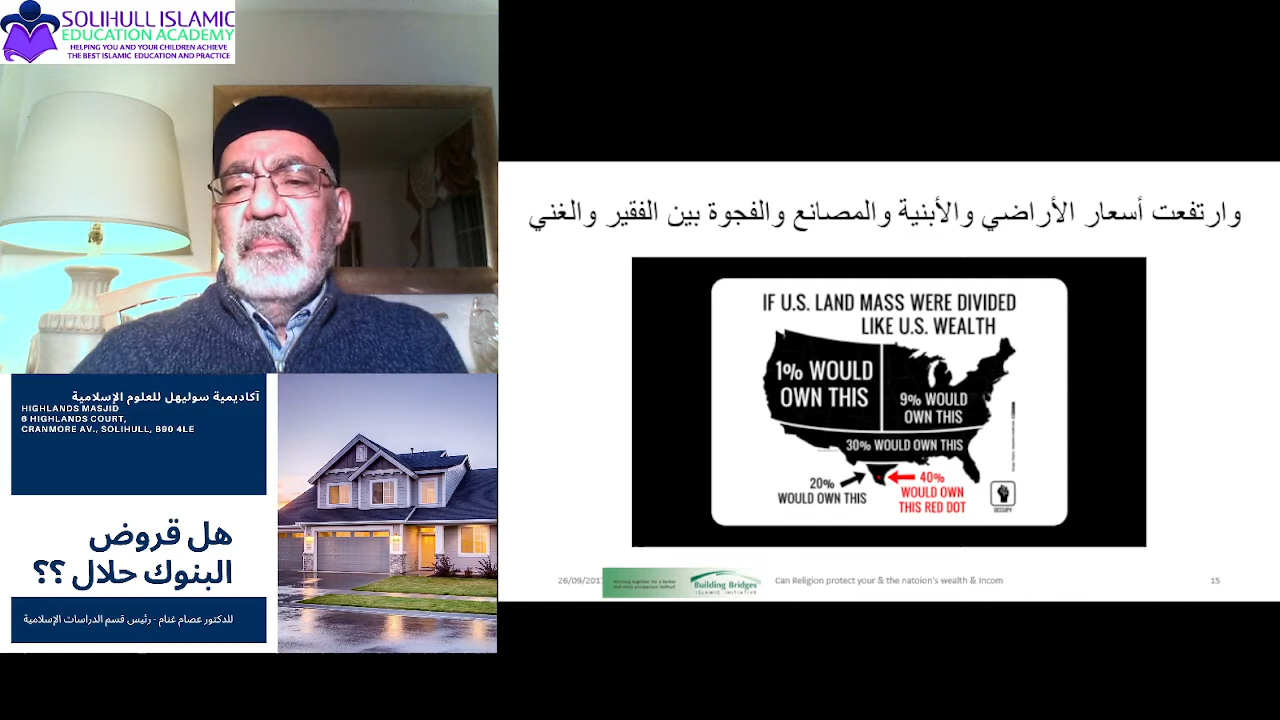 SOLIHULL ISLAMIC
EDUCATION ACADEMY
HELPING YOU AND YOUR CHILDREN ACHIEVE
THE BEST ISLAMIC EDUCATION AND PRACTICE
آكاديمية سوليهل للعلوم الإسلامية
HIGHLANDS MASJID
6 HIGHLANDS COURT,
CRANMORE AV., SOLIHULL, B90 4LE
هل قروض
البنوك حلال ؟؟
للدكتور عصام غنام - رئيس قسم الدراسات الإسلامية
وارتفعت أسعار الأراضي والأبنية والمصانع والفجوة بين الفقير والغني
IF U.S. LAND MASS WERE DIVIDED
LIKE U.S. WEALTH
1% WOULD
OWN THIS
9% WOULD
OWN THIS
30% WOULD OWN THIS
20%
WOULD OWN THIS
40%
WOULD OWN
THIS RED DOT
OCCUPY
26/09/201
Working together for a better
Building Bridges
ISLAMIC INITIATIVE
Can Religion protect your & the natoion's wealth & Incom
15